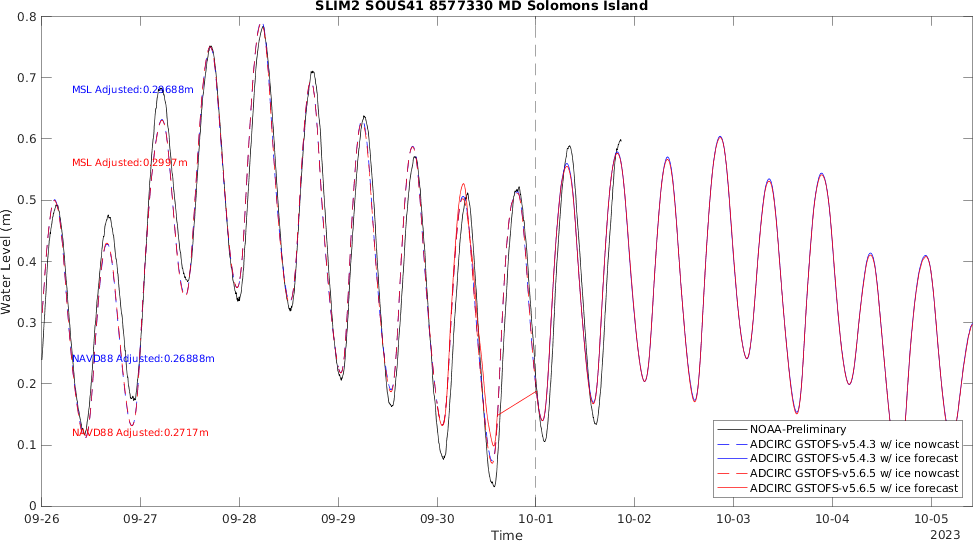 SLIM2 SOUS41 8577330 MD Solomons Island
0.8
0.7
0.6
0.5
0.4
0.3
0.2
0.1
0
Water Level (m)
MSL Adjusted:0.29688m
MSL Adjusted:0.2997m
NAVD88 Adjusted:0.26888m
NAVD88 Adjusted:0.2717m
NOAA-Preliminary
ADCIRC GSTOFS-v5.4.3 w/ ice nowcast
ADCIRC GSTOFS-v5.4.3 w/ ice forecast
ADCIRC GSTOFS-v5.6.5 w/ ice nowcast
ADCIRC GSTOFS-v5.6.5 w/ ice forecast
09-26 09-27 09-28 09-29 09-30 10-01 10-02 10-03 10-04 10-05
Time
2023